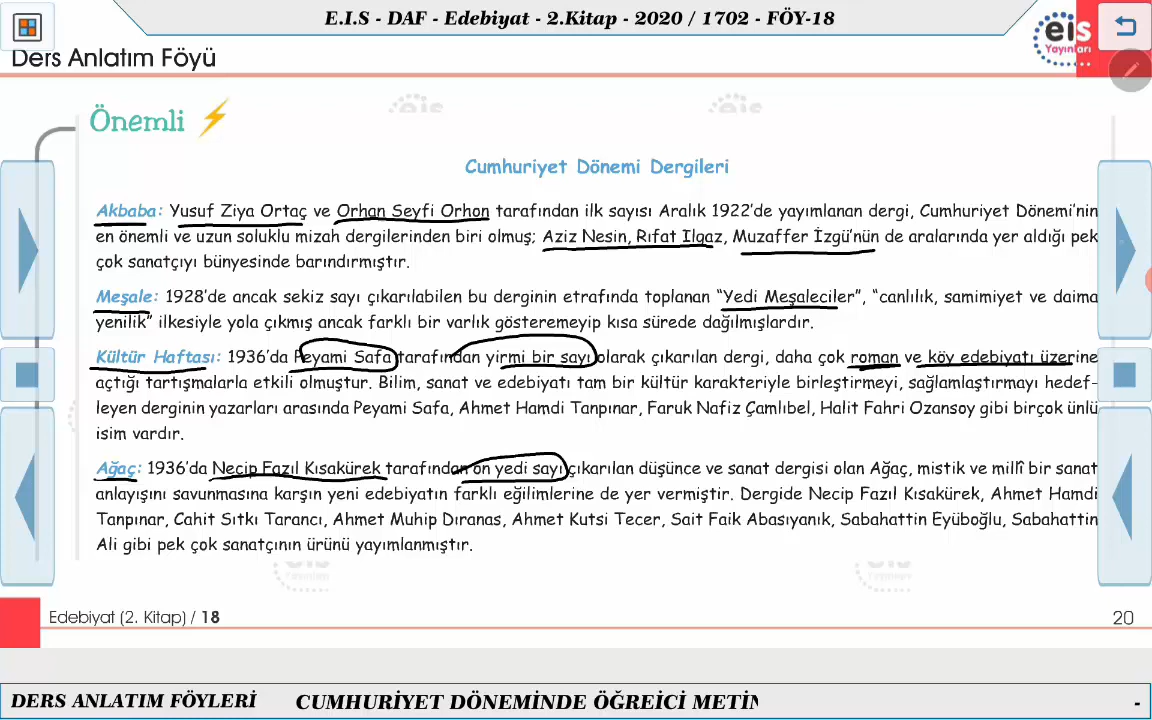 E.I.S - DAF - Edebiyat - 2.Kitap - 2020 / 1702 - FÖY-18
eis
Yayınları
Ders Anlatım Föyü
Önemli
Cumhuriyet Dönemi Dergileri
Akbaba: Yusuf Ziya Ortaç ve Orhan Seyfi Orhon tarafından ilk sayısı Aralık 1922'de yayımlanan dergi, Cumhuriyet Dönemi'nin
en önemli ve uzun soluklu mizah dergilerinden biri olmuş; Aziz Nesin, Rıfat Ilgaz, Muzaffer İzgü'nün de aralarında yer aldığı pek
çok sanatçıyı bünyesinde barındırmıştır.
Meşale: 1928'de ancak sekiz sayı çıkarılabilen bu derginin etrafında toplanan "Yedi Meşaleciler", "canlılık, samimiyet ve daima
yenilik" ilkesiyle yola çıkmış ancak farklı bir varlık gösteremeyip kısa sürede dağılmışlardır.
Kültür Haftası: 1936'da Peyami Safa tarafından yirmi bir sayı olarak çıkarılan dergi, daha çok roman ve köy edebiyatı üzerine
açtığı tartışmalarla etkili olmuştur. Bilim, sanat ve edebiyatı tam bir kültür karakteriyle birleştirmeyi, sağlamlaştırmayı hedef-
leyen derginin yazarları arasında Peyami Safa, Ahmet Hamdi Tanpınar, Faruk Nafiz Çamlıbel, Halit Fahri Ozansoy gibi birçok ünlü
isim vardır.
Ağaç: 1936'da Necip Fazıl Kısakürek tarafından on yedi sayı çıkarılan düşünce ve sanat dergisi olan Ağaç, mistik ve millî bir sanat
anlayışını savunmasına karşın yeni edebiyatın farklı eğilimlerine de yer vermiştir. Dergide Necip Fazıl Kısakürek, Ahmet Hamdi
Tanpınar, Cahit Sıtkı Tarancı, Ahmet Muhip Dıranas, Ahmet Kutsi Tecer, Sait Faik Abasıyanık, Sabahattin Eyüboğlu, Sabahattin
Ali gibi pek çok sanatçının ürünü yayımlanmıştır.
Edebiyat (2. Kitap) / 18
20
DERS ANLATIM FÖYLERİ CUMHURİYET DÖNEMİNDE ÖĞREİCİ METİN -